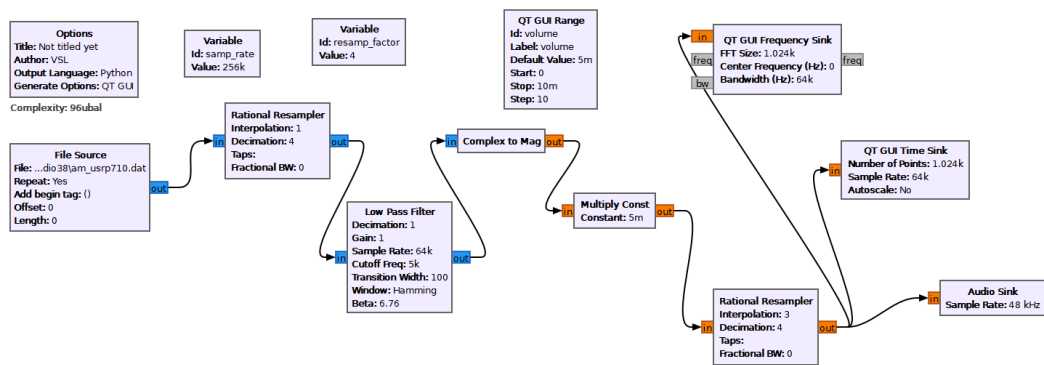 Options
Title: Not titled yet
Author: VSL
Output Language: Python
Generate Options: QT GUI
Complexity: 96ubal
Variable
Id: samp_rate
Value: 256k
Variable
Id: resamp_factor
Value: 4
QT GUI Range
Id: volume
Label: volume
Default Value: 5m
Start: 0
Stop: 10m
Step: 10
in
freq
bw
QT GUI Frequency Sink
FFT Size: 1.024k
Center Frequency (Hz): 0
Bandwidth (Hz): 64k
freq
File Source
File: ...dio38\am_usrp710.dat
Repeat: Yes
Add begin tag: ()
Offset: 0
Length: 0
out
in
Rational Resampler
Interpolation: 1
Decimation: 4
Taps:
Fractional BW: 0
out
in
Low Pass Filter
Decimation: 1
Gain: 1
Sample Rate: 64k
Cutoff Freq: 5k
Transition Width: 100
Window: Hamming
Beta: 6.76
out
in
Complex to Mag
out
in
Multiply Const
Constant: 5m
out
in
Rational Resampler
Interpolation: 3
Decimation: 4
Taps:
Fractional BW: 0
out
in
QT GUI Time Sink
Number of Points: 1.024k
Sample Rate: 64k
Autoscale: No
in
Audio Sink
Sample Rate: 48 kHz